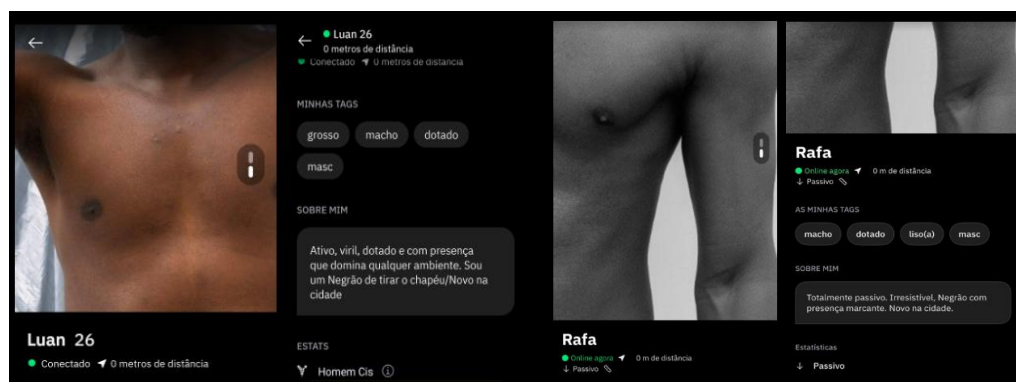 Luan 26
Conectado 0 metros de distância
Luan 26
0 metros de distância
Conectado 0 metros de distância
MINHAS TAGS
grosso macho dotado
masc
SOBRE MIM
Ativo, viril, dotado e com presença
que domina qualquer ambiente. Sou
um Negrão de tirar o chapéu/Novo na
cidade
ESTATS
Homem Cis
Rafa
Online agora 0 m de distância
Passivo
Rafa
Online agora 0 m de distância
Passivo
AS MINHAS TAGS
macho dotado liso(a) masc
SOBRE MIM
Totalmente passivo. Irresistível, Negrão com
presença marcante. Novo na cidade.
Estatísticas
Passivo